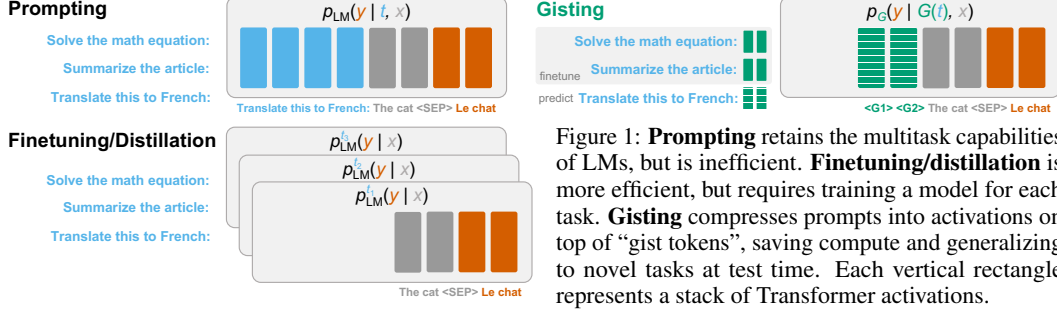 Prompting
Solve the math equation:
Summarize the article:
Translate this to French:
p_LM(y | t, x)
Translate this to French: The cat <SEP> Le chat
Finetuning/Distillation
Solve the math equation:
Summarize the article:
Translate this to French:
p_LM^t₃(y | x)
p_LM^t₂(y | x)
p_LM^t₁(y | x)
The cat <SEP> Le chat
Gisting
Solve the math equation:
finetune Summarize the article:
predict Translate this to French:
p_G(y | G(t), x)
<G1> <G2> The cat <SEP> Le chat
Figure 1: Prompting retains the multitask capabilities
of LMs, but is inefficient. Finetuning/distillation is
more efficient, but requires training a model for each
task. Gisting compresses prompts into activations on
top of “gist tokens”, saving compute and generalizing
to novel tasks at test time. Each vertical rectangle
represents a stack of Transformer activations.